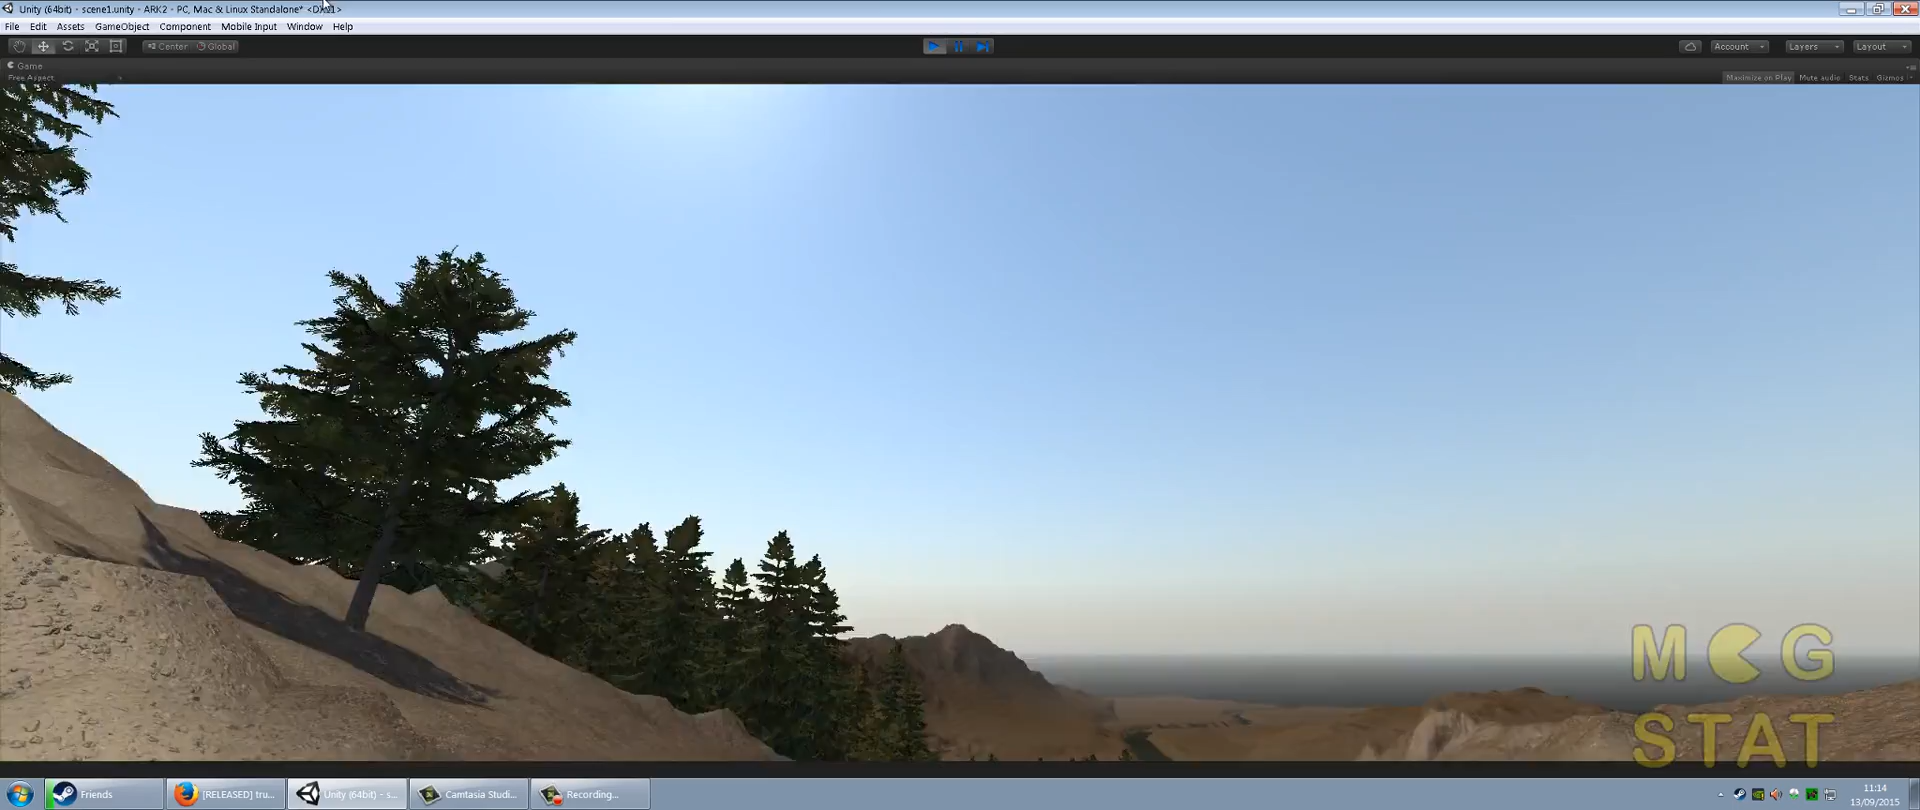 Unity (64bit) - scene1.unity - ARK2 - PC, Mac & Linux Standalone* <DX11>
File Edit Assets GameObject Component Mobile Input Window Help
Center Global Account Layers Layout
Game
Free Aspect Maximize on Play Mute audio Stats Gizmos
M G
STAT
Friends [RELEASED] tru... Unity (64bit) - s... Camtasia Studi... Recording... 11:14
13/09/2015